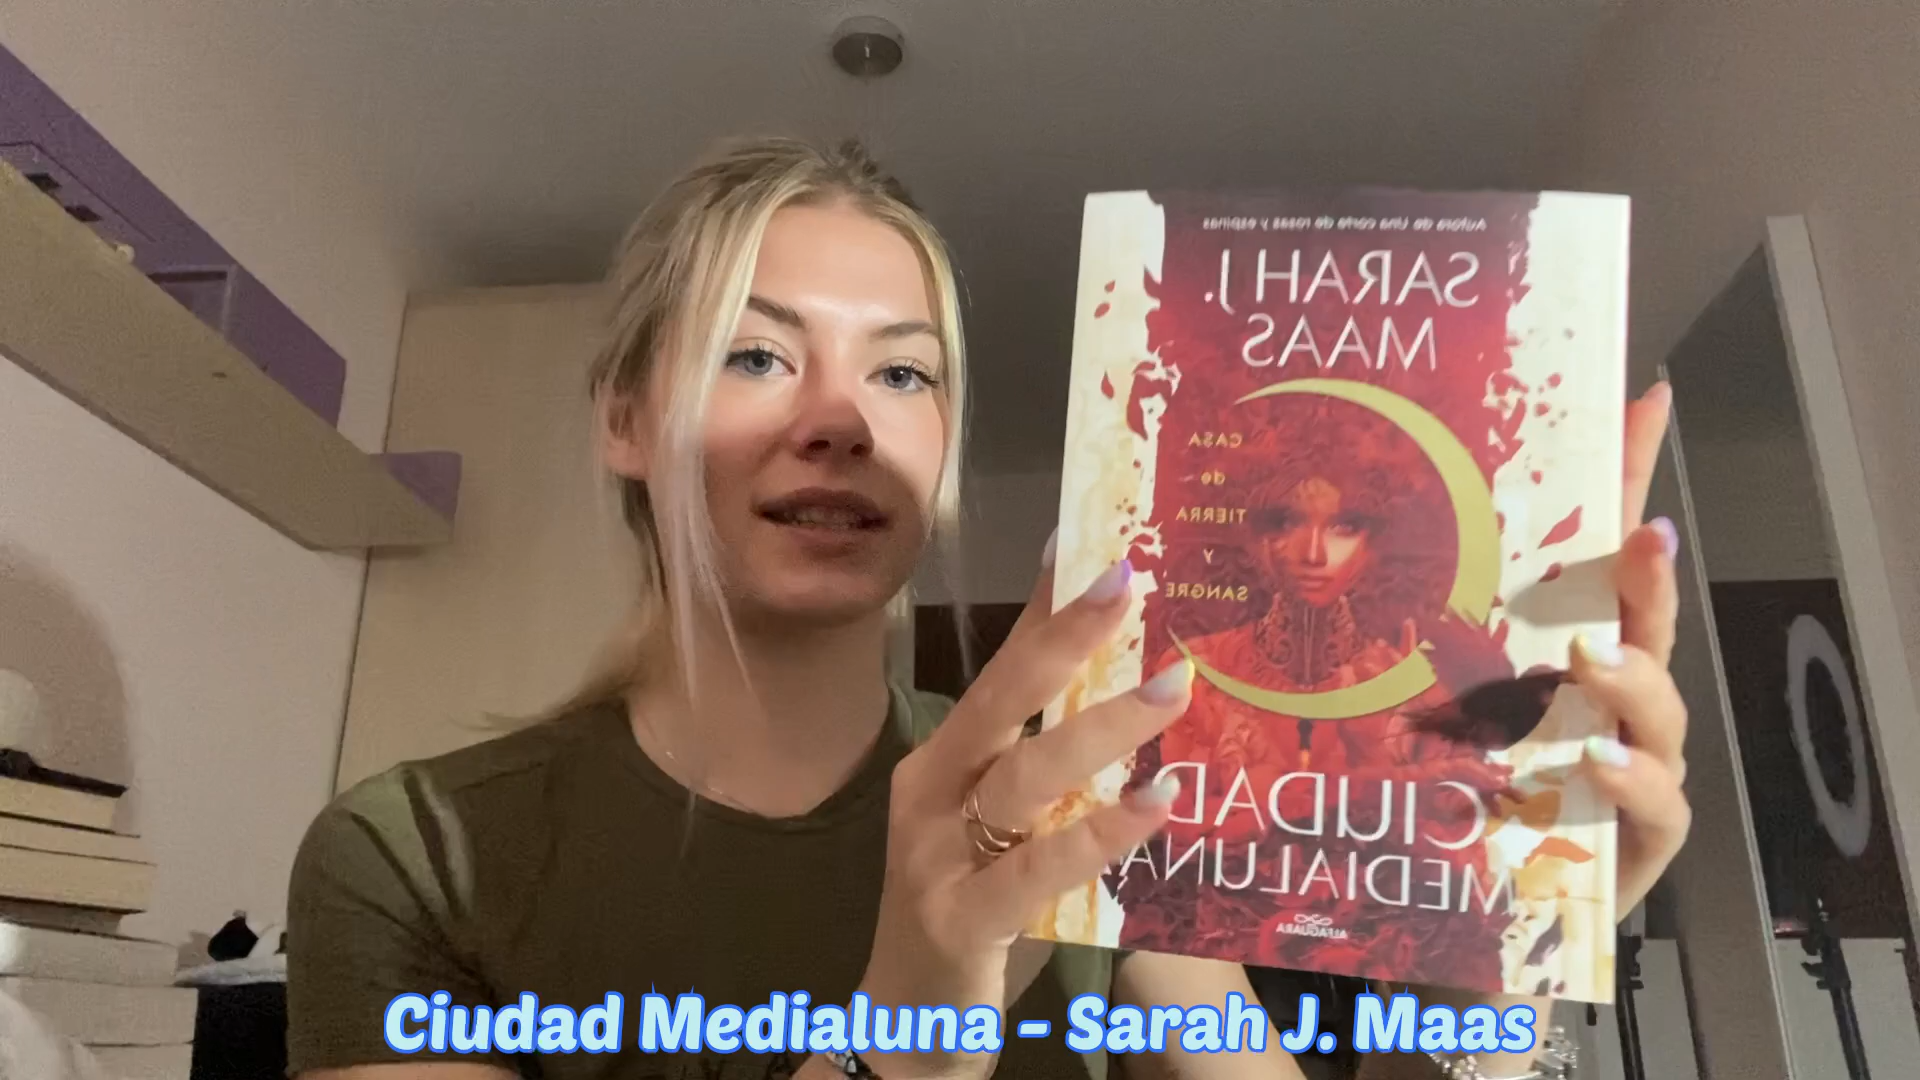 Autora de Una corte de rosas y espinas
SARAH J.
MAAS
CASA
de
TIERRA
y
SANGRE
CIUDAD
MEDIALUNA
ALFAGUARA
Ciudad Medialuna - Sarah J. Maas